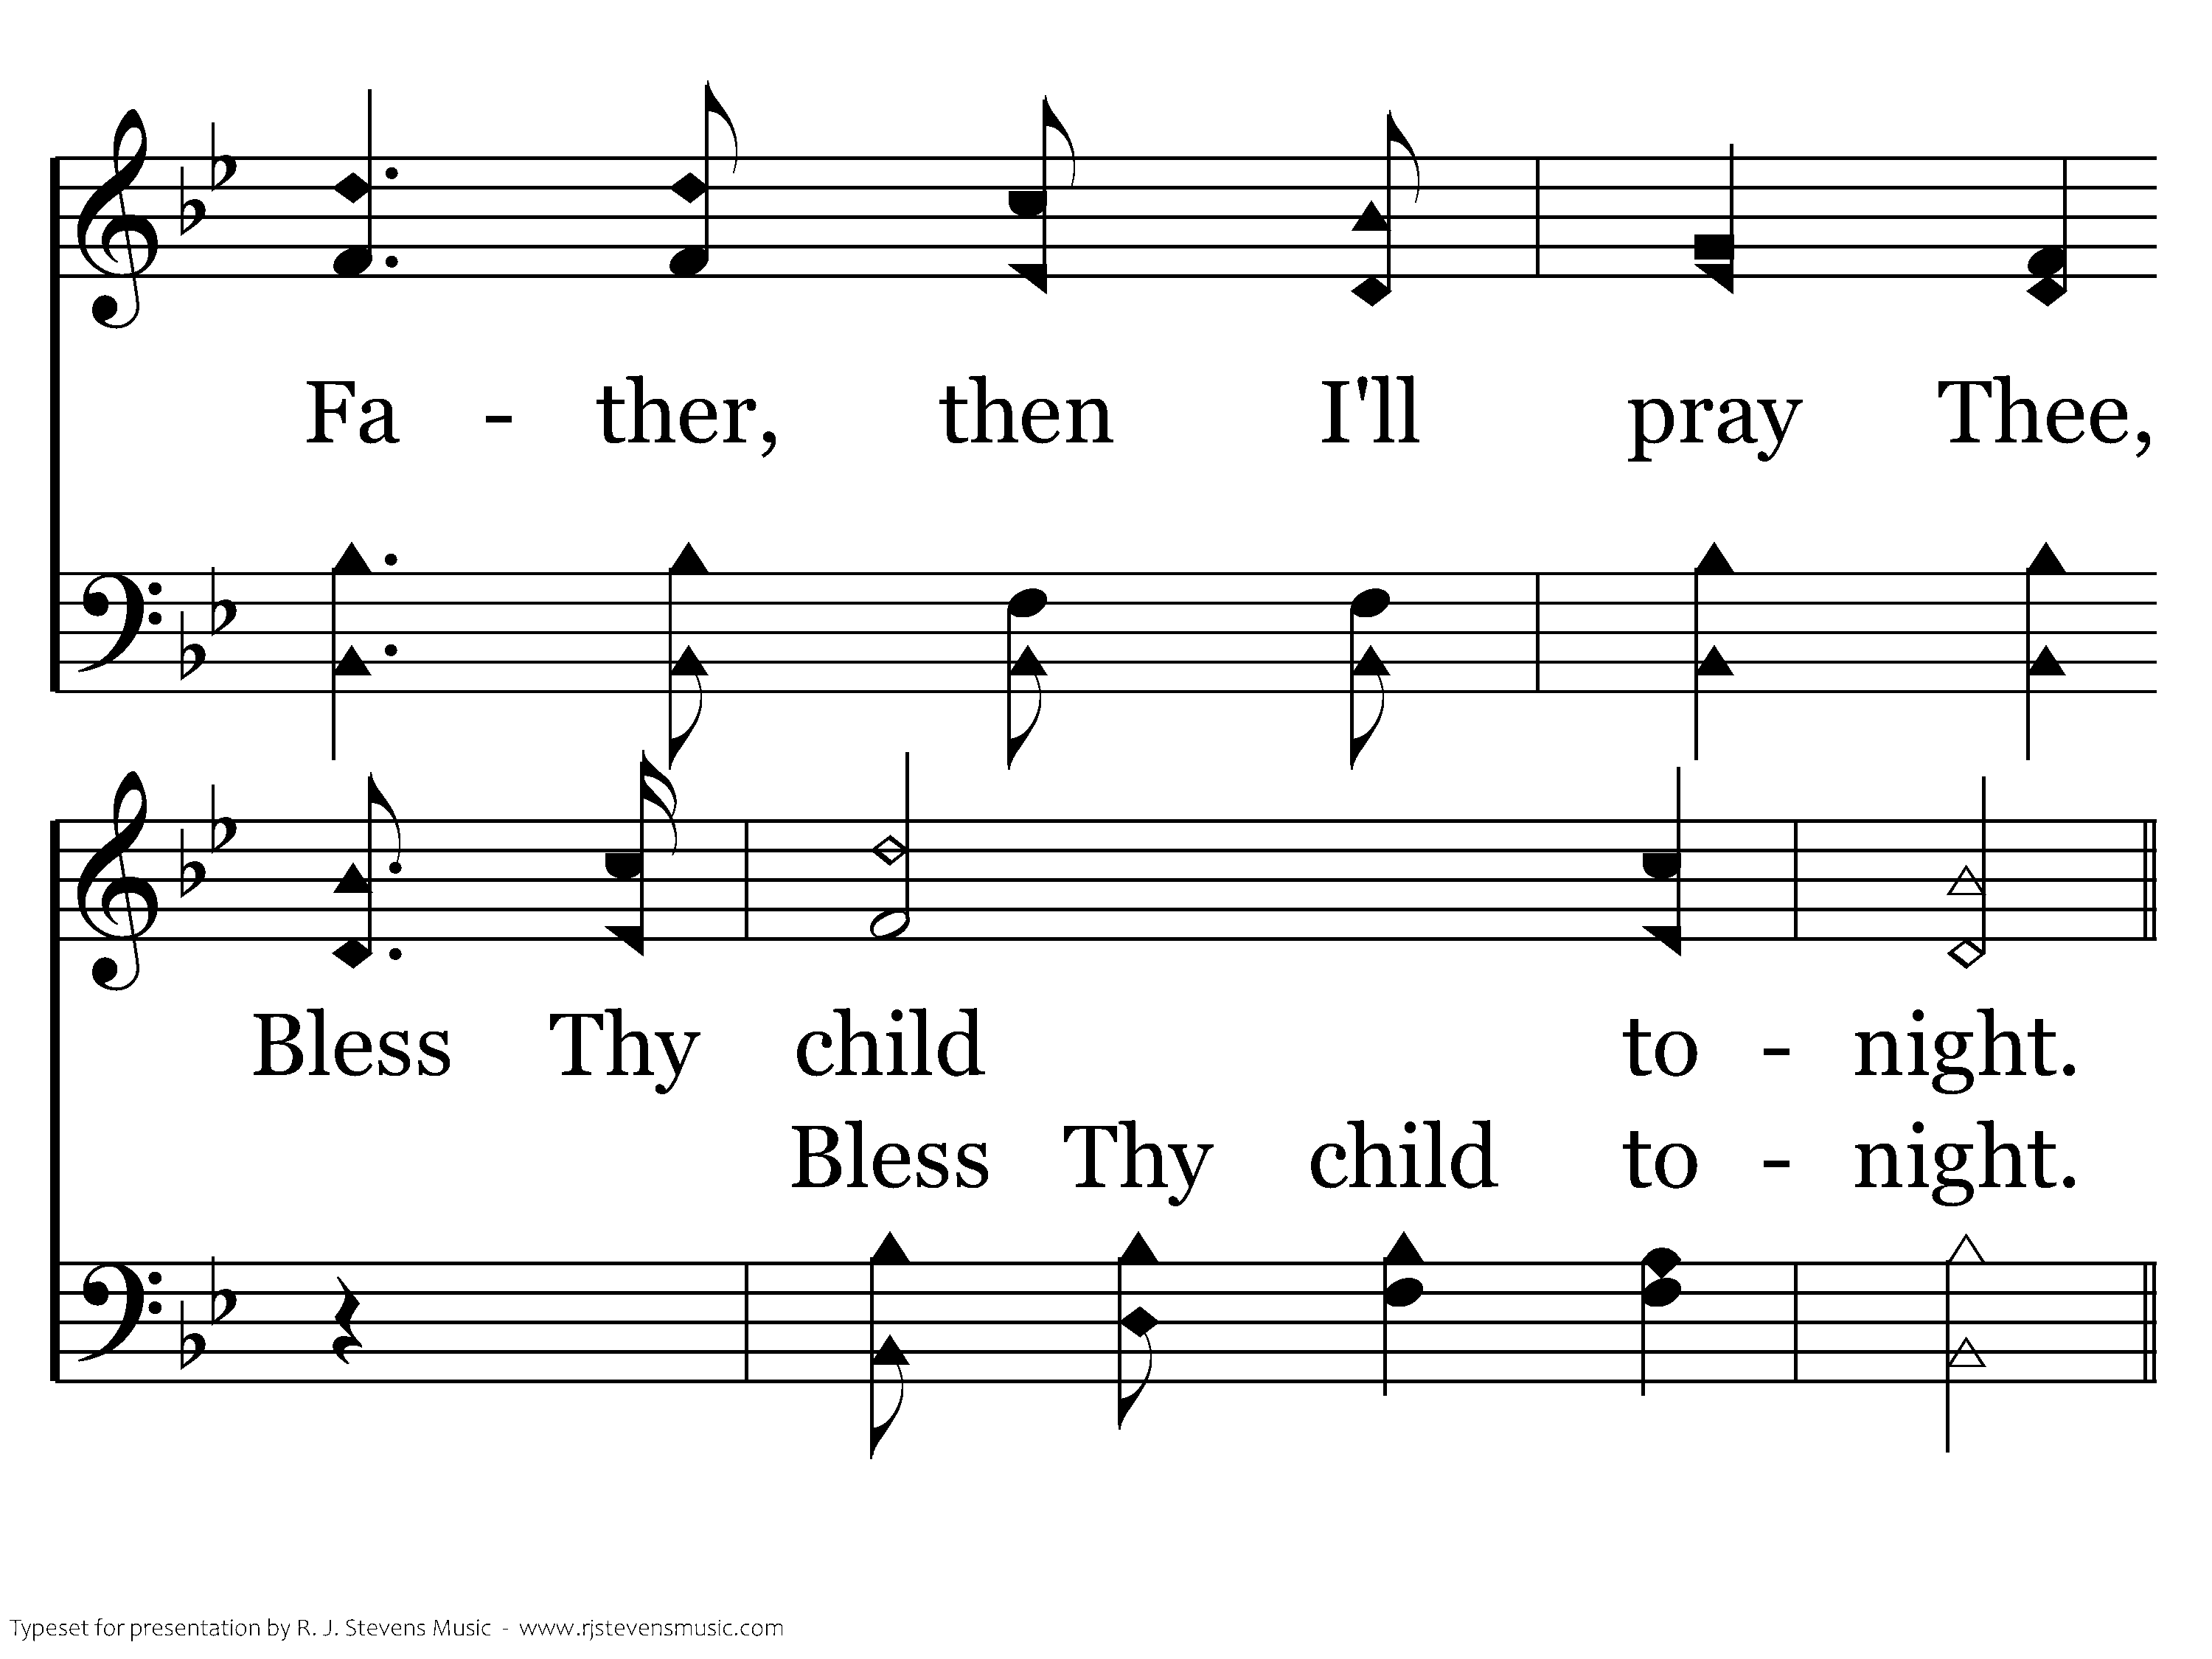 Fa - ther, then I'll pray Thee,
Bless Thy child to - night.
Bless Thy child to - night.
Typeset for presentation by R. J. Stevens Music - www.rjstevensmusic.com